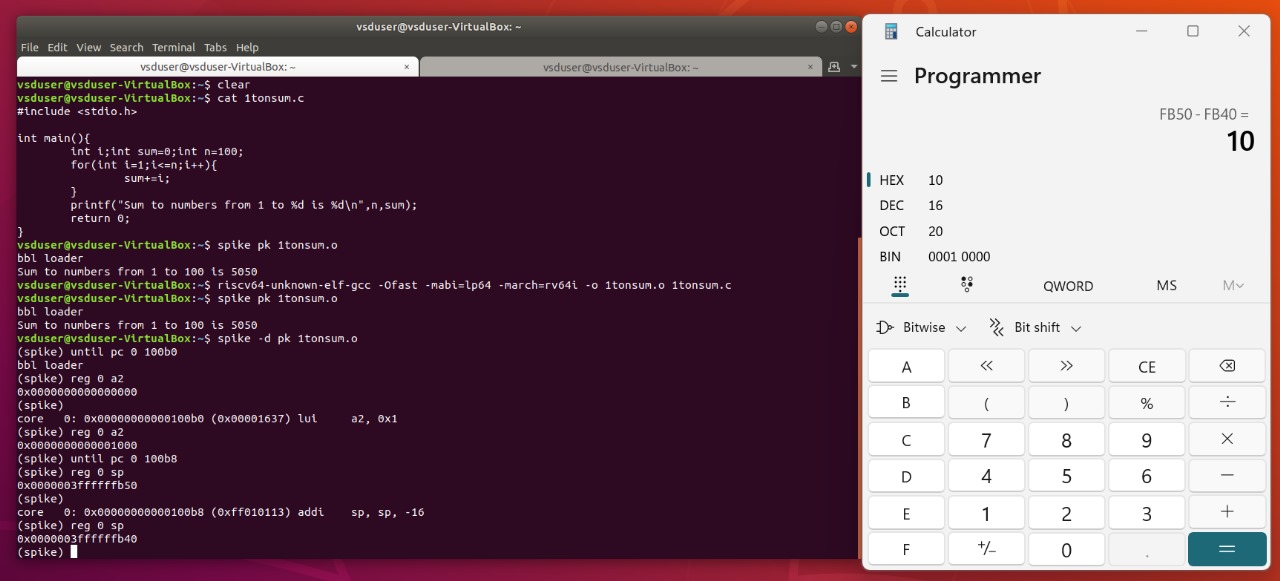 vsduser@vsduser-VirtualBox: ~
File Edit View Search Terminal Tabs Help
vsduser@vsduser-VirtualBox: ~ ×
vsduser@vsduser-VirtualBox: ~ ×
vsduser@vsduser-VirtualBox:~$ clear
vsduser@vsduser-VirtualBox:~$ cat 1tonsum.c
#include <stdio.h>
int main(){
int i;int sum=0;int n=100;
for(int i=1;i<=n;i++){
sum+=i;
}
printf("Sum to numbers from 1 to %d is %d\n",n,sum);
return 0;
}
vsduser@vsduser-VirtualBox:~$ spike pk 1tonsum.o
bbl loader
Sum to numbers from 1 to 100 is 5050
vsduser@vsduser-VirtualBox:~$ riscv64-unknown-elf-gcc -Ofast -mabi=lp64 -march=rv64i -o 1tonsum.o 1tonsum.c
vsduser@vsduser-VirtualBox:~$ spike pk 1tonsum.o
bbl loader
Sum to numbers from 1 to 100 is 5050
vsduser@vsduser-VirtualBox:~$ spike -d pk 1tonsum.o
(spike) until pc 0 100b0
bbl loader
(spike) reg 0 a2
0x0000000000000000
(spike)
core   0: 0x00000000000100b0 (0x00001637) lui     a2, 0x1
(spike) reg 0 a2
0x0000000000001000
(spike) until pc 0 100b8
(spike) reg 0 sp
0x0000003ffffffb50
(spike)
core   0: 0x00000000000100b8 (0xff010113) addi    sp, sp, -16
(spike) reg 0 sp
0x0000003ffffffb40
(spike)
Calculator
Programmer
FB50 - FB40 =
10
HEX 10
DEC 16
OCT 20
BIN 0001 0000
QWORD MS M
Bitwise Bit shift
A << >> CE
B ( ) % ÷
C 7 8 9 ×
D 4 5 6 −
E 1 2 3 +
F +/− 0 . =